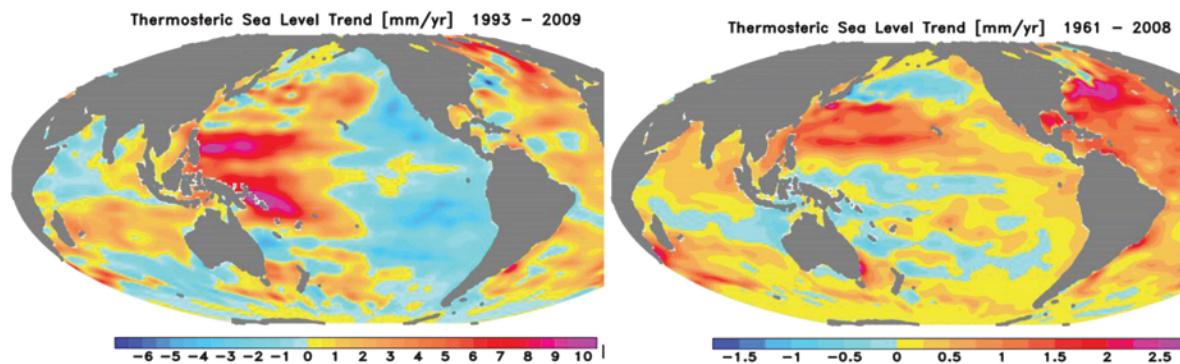 Thermosteric Sea Level Trend [mm/yr] 1993 – 2009
-6 -5 -4 -3 -2 -1 0 1 2 3 4 5 6 7 8 9 10
Thermosteric Sea Level Trend [mm/yr] 1961 – 2008
-1.5 -1 -0.5 0 0.5 1 1.5 2 2.5